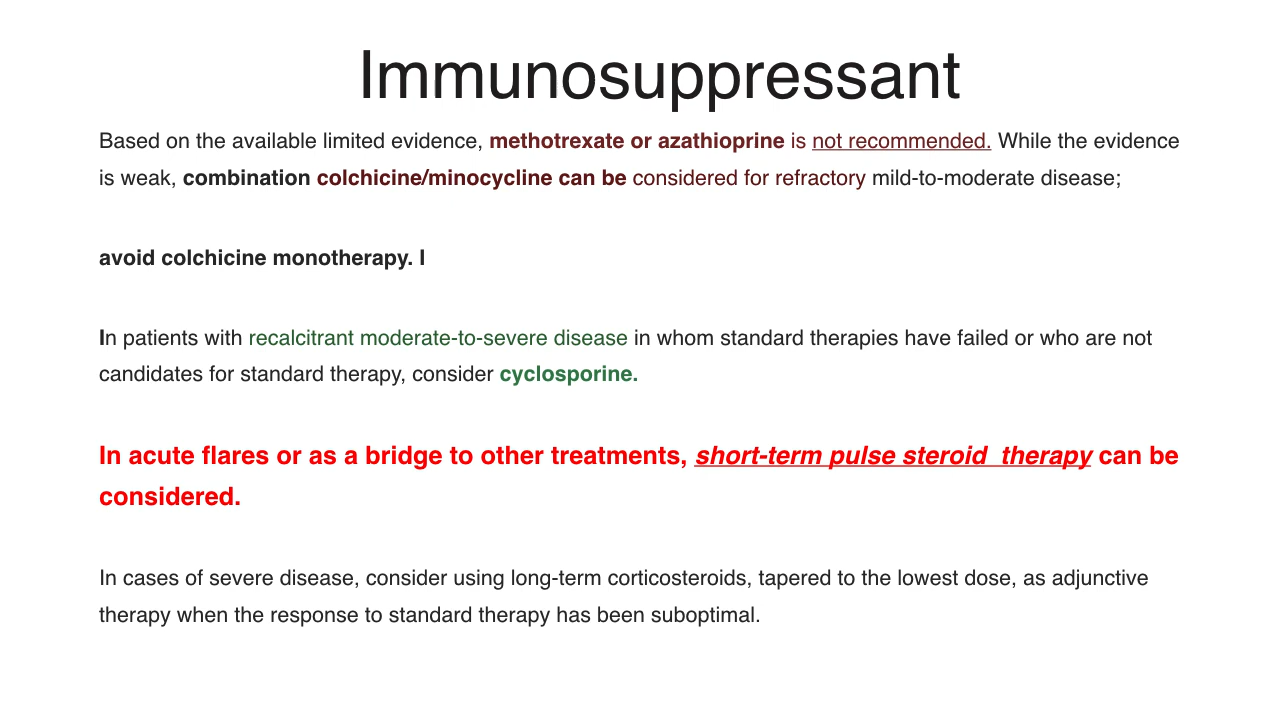 Immunosuppressant
Based on the available limited evidence, methotrexate or azathioprine is not recommended. While the evidence
is weak, combination colchicine/minocycline can be considered for refractory mild-to-moderate disease;
avoid colchicine monotherapy. I
In patients with recalcitrant moderate-to-severe disease in whom standard therapies have failed or who are not
candidates for standard therapy, consider cyclosporine.
In acute flares or as a bridge to other treatments, short-term pulse steroid  therapy can be
considered.
In cases of severe disease, consider using long-term corticosteroids, tapered to the lowest dose, as adjunctive
therapy when the response to standard therapy has been suboptimal.